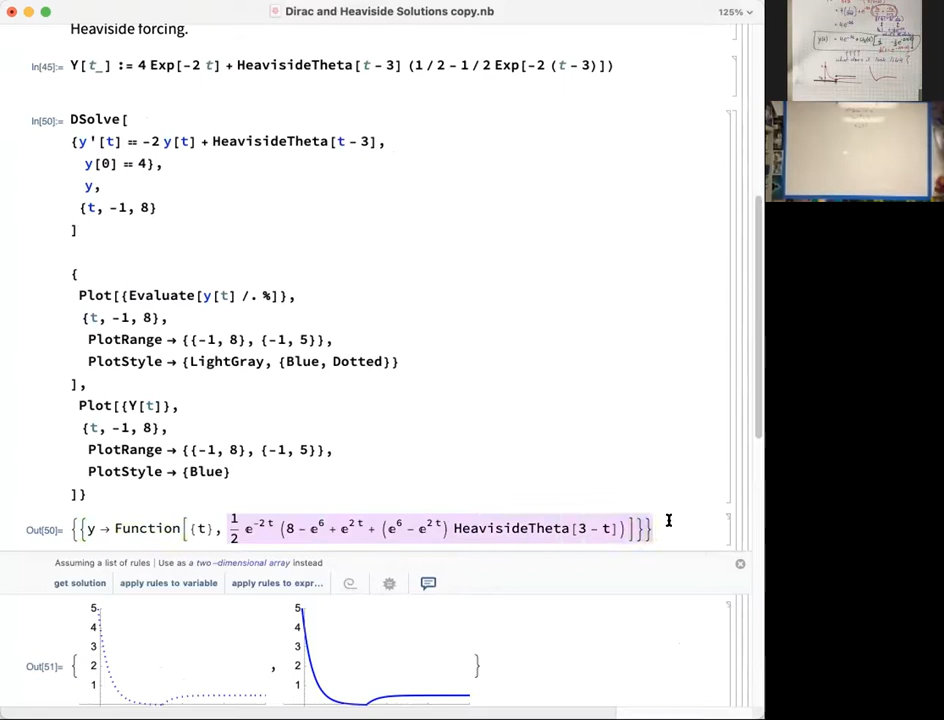 Dirac and Heaviside Solutions copy.nb
125%
Heaviside forcing.
In[45]:= Y[t_] := 4 Exp[-2 t] + HeavisideTheta[t - 3] (1 / 2 - 1 / 2 Exp[-2 (t - 3)])
In[50]:= DSolve[
{y '[t] == -2 y[t] + HeavisideTheta[t - 3],
y[0] == 4},
y,
{t, -1, 8}
]
{
Plot[{Evaluate[y[t] /. %]},
{t, -1, 8},
PlotRange → {{-1, 8}, {-1, 5}},
PlotStyle → {LightGray, {Blue, Dotted}}
],
Plot[{Y[t]},
{t, -1, 8},
PlotRange → {{-1, 8}, {-1, 5}},
PlotStyle → {Blue}
]}
Out[50]= {{y → Function[{t}, 1/2 e^(-2 t) (8 - e^6 + e^(2 t) + (e^6 - e^(2 t)) HeavisideTheta[3 - t])]}}
Assuming a list of rules | Use as a two-dimensional array instead
get solution apply rules to variable apply rules to expr...
5 5
4 4
3 3
Out[51]= { 2 , 2 }
1 1